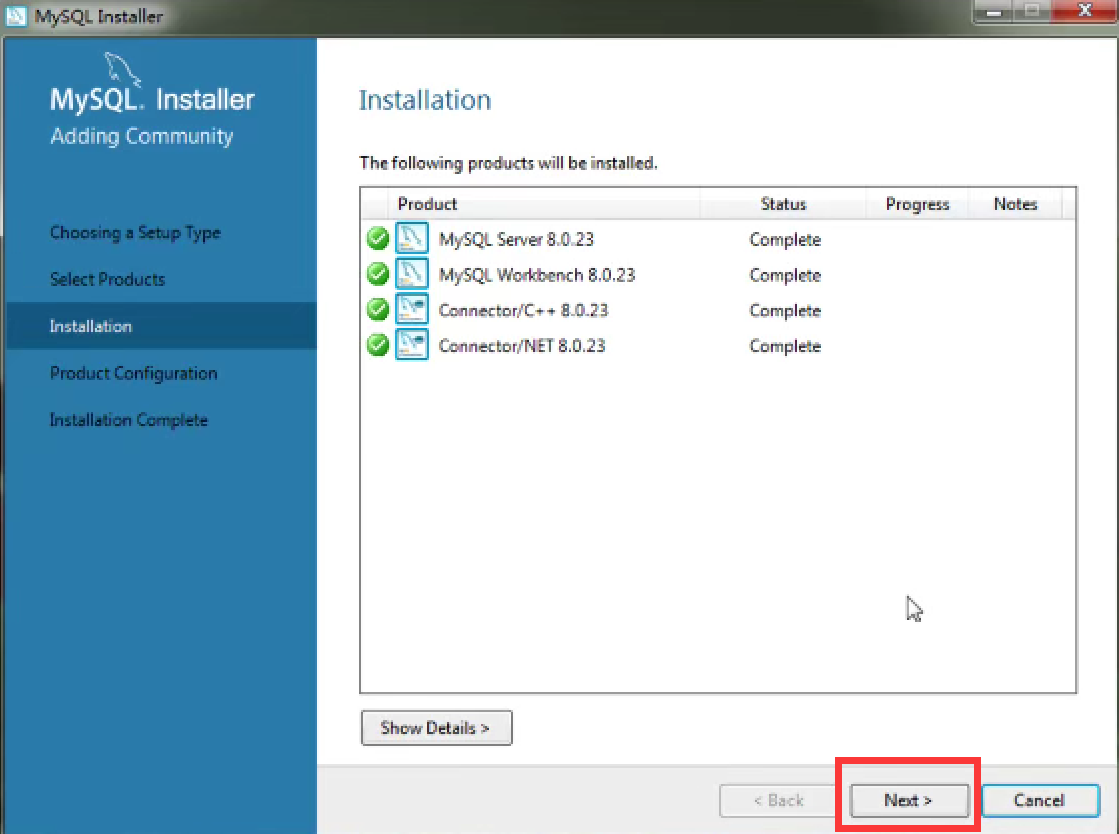 MySQL Installer
MySQL. Installer
Adding Community
Choosing a Setup Type
Select Products
Installation
Product Configuration
Installation Complete
Installation
The following products will be installed.
Product Status Progress Notes
MySQL Server 8.0.23 Complete
MySQL Workbench 8.0.23 Complete
Connector/C++ 8.0.23 Complete
Connector/NET 8.0.23 Complete
Show Details >
< Back Next > Cancel